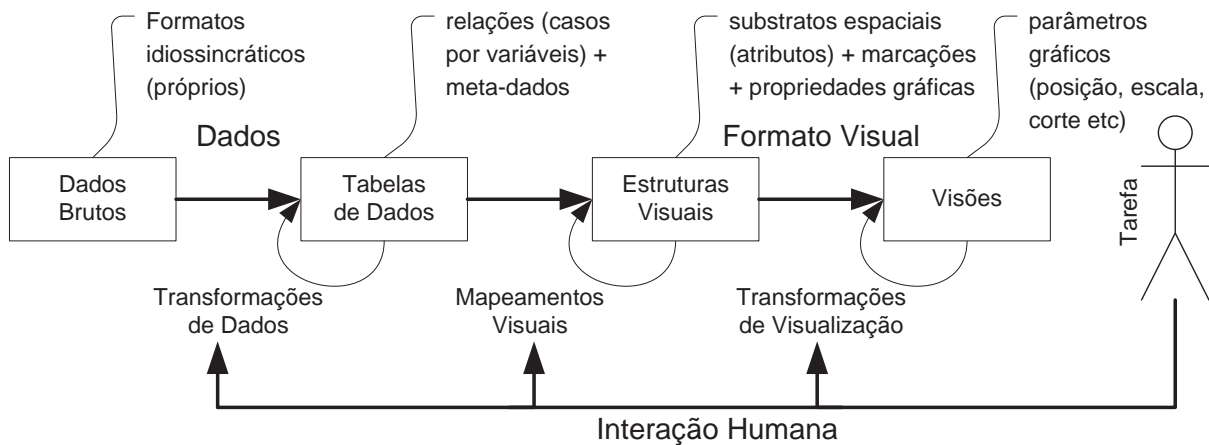 Formatos
idiossincráticos
(próprios)
relações (casos
por variáveis) +
meta-dados
substratos espaciais
(atributos) + marcações
+ propriedades gráficas
parâmetros
gráficos
(posição, escala,
corte etc)
Dados
Formato Visual
Dados
Brutos
Tabelas
de Dados
Estruturas
Visuais
Visões
Tarefa
Transformações
de Dados
Mapeamentos
Visuais
Transformações
de Visualização
Interação Humana